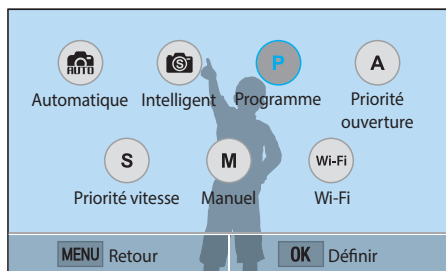 AUTO S P A
Automatique Intelligent Programme Priorité
ouverture
S M Wi-Fi
Priorité vitesse Manuel Wi-Fi
MENU Retour OK Définir